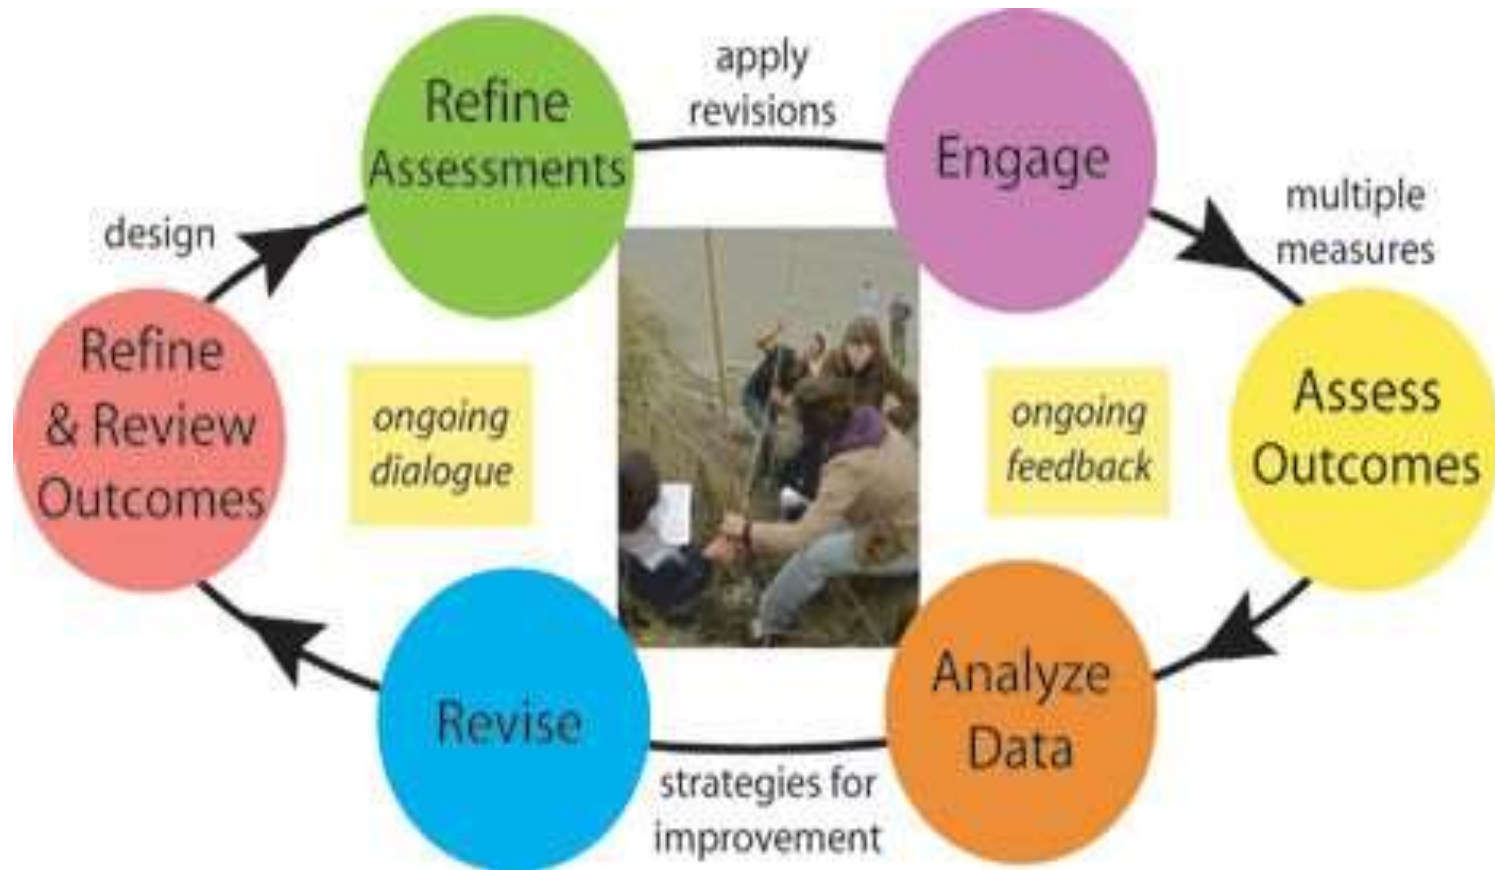 Refine
Assessments
apply
revisions
Engage
multiple
measures
Assess
Outcomes
Analyze
Data
strategies for
improvement
Revise
Refine
& Review
Outcomes
design
ongoing
dialogue
ongoing
feedback